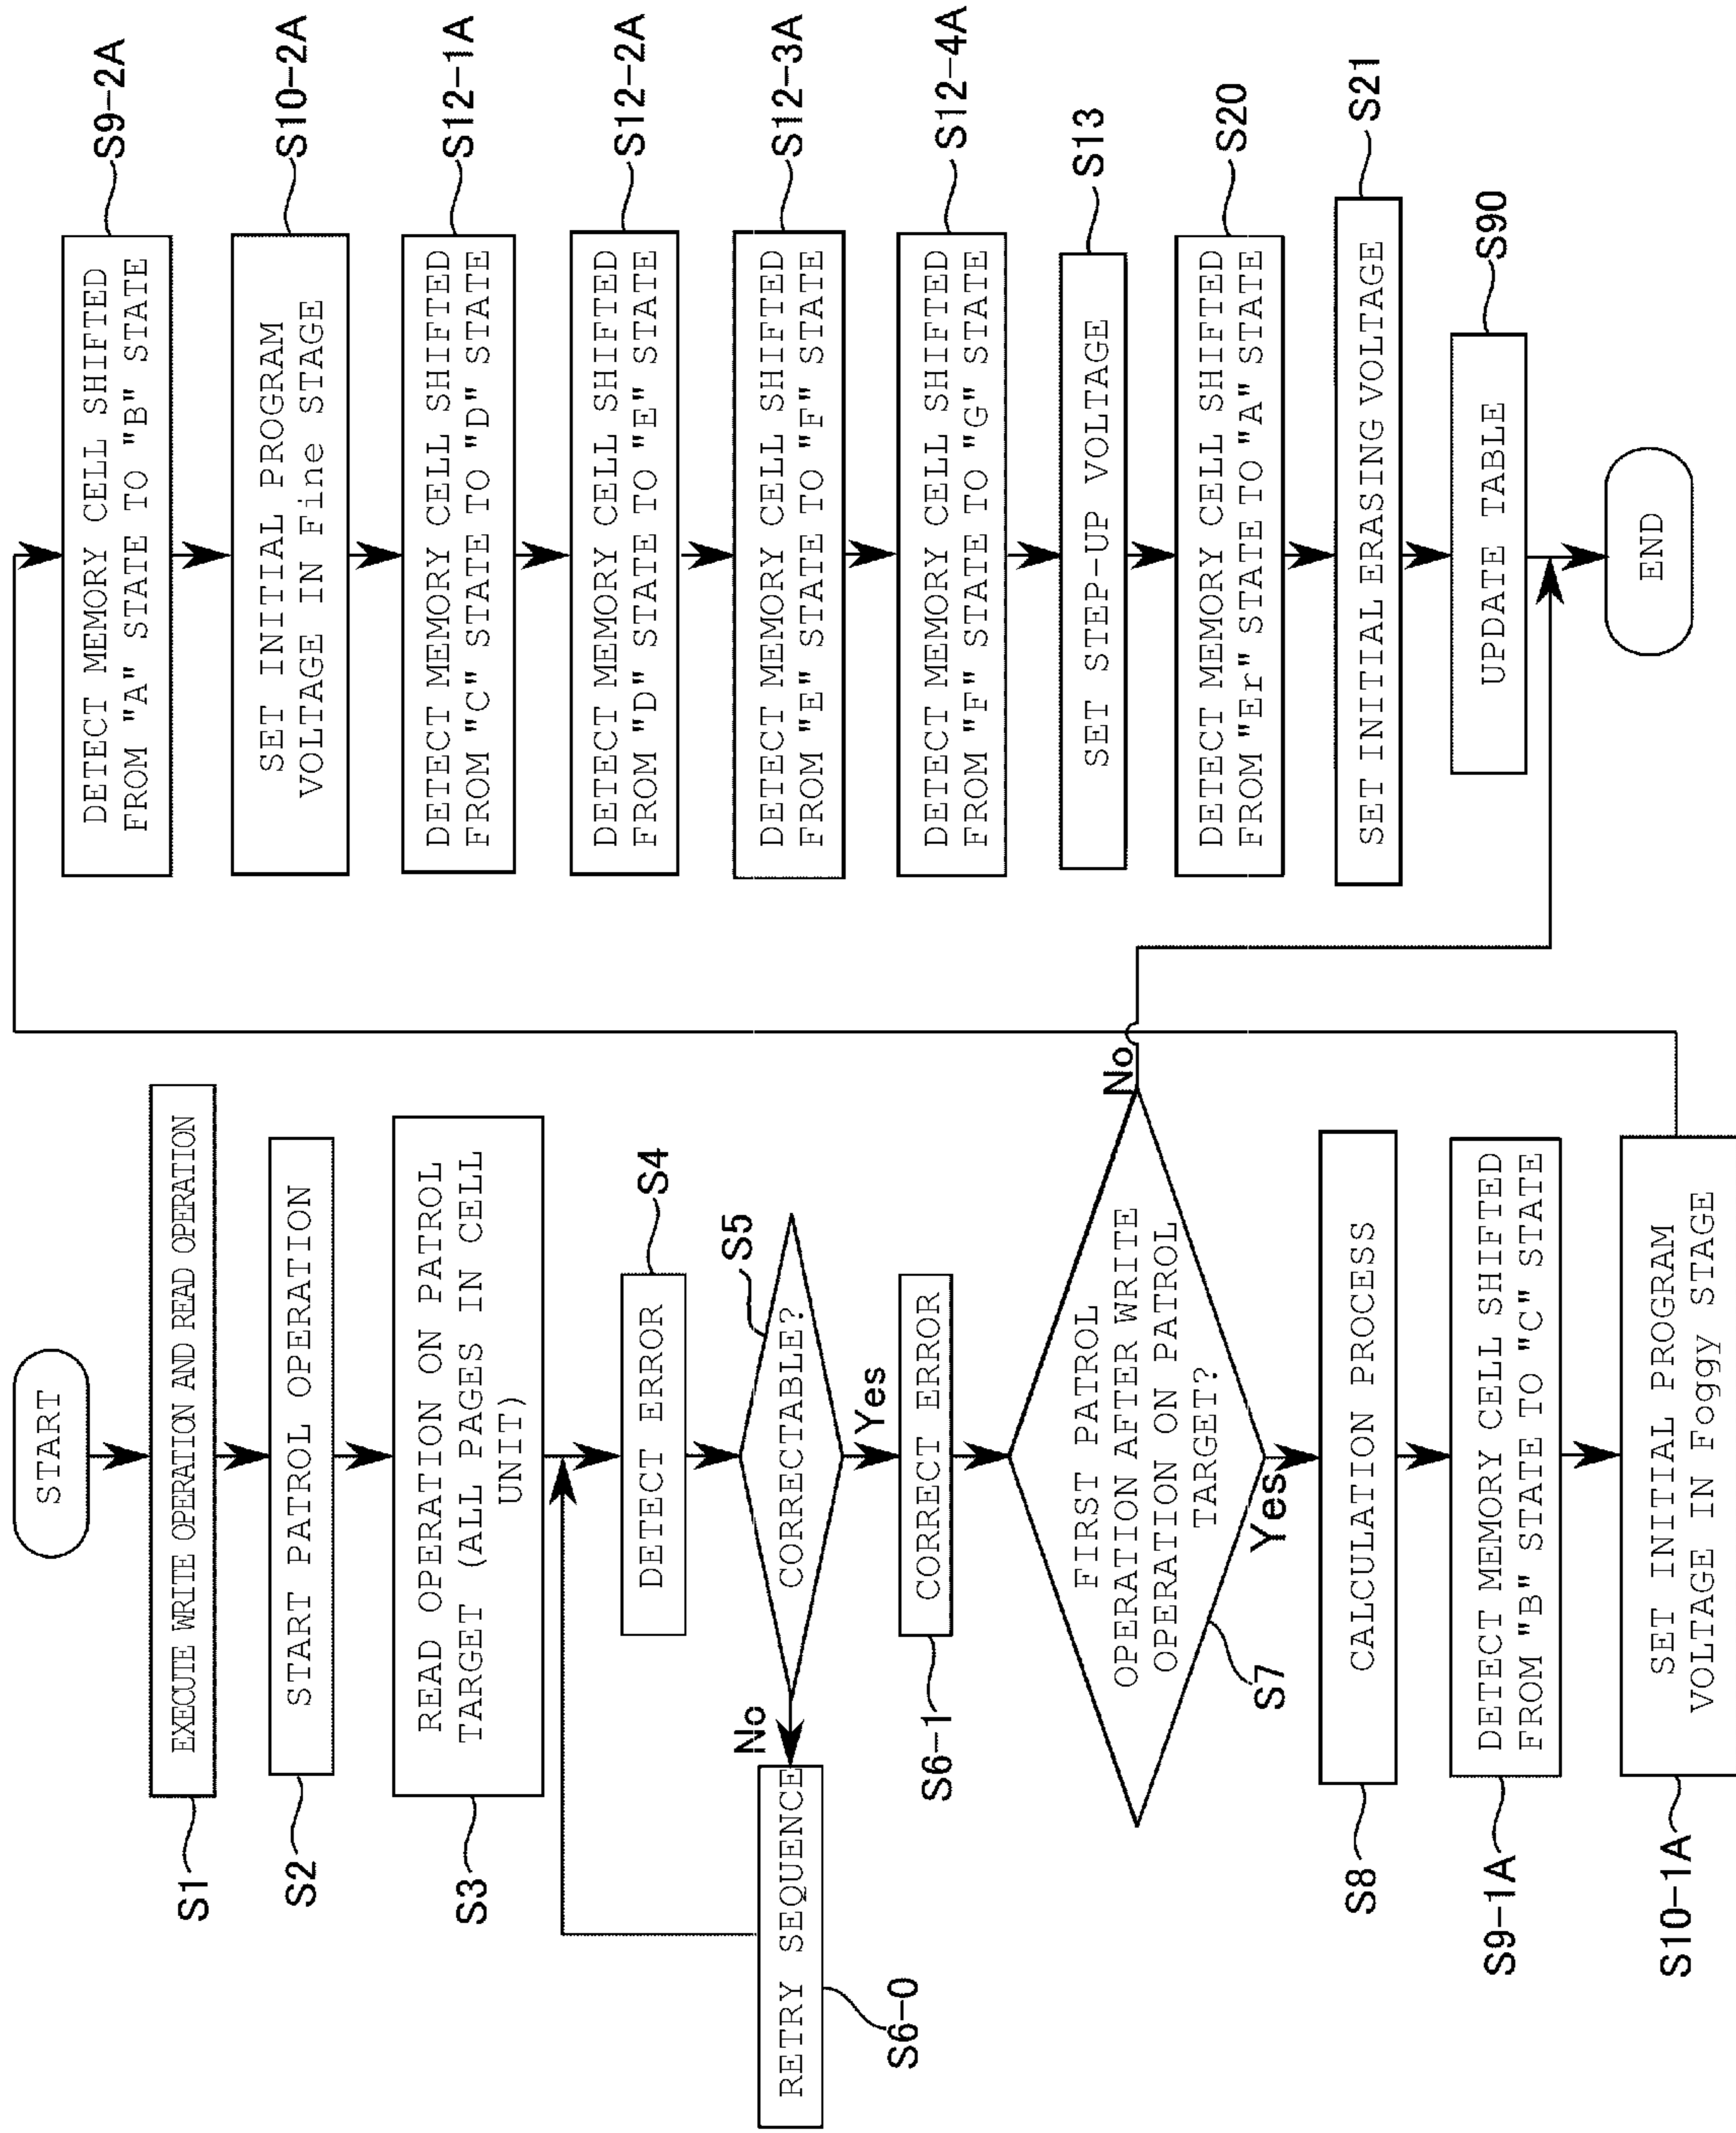 START
EXECUTE WRITE OPERATION AND READ OPERATION
S1
START PATROL OPERATION
S2
READ OPERATION ON PATROL
TARGET (ALL PAGES IN CELL
UNIT)
S3
DETECT ERROR
S4
CORRECTABLE?
S5
No
Yes
RETRY SEQUENCE
S6-0
CORRECT ERROR
S6-1
FIRST PATROL
OPERATION AFTER WRITE
OPERATION ON PATROL
TARGET?
S7
No
Yes
CALCULATION PROCESS
S8
DETECT MEMORY CELL SHIFTED
FROM "B" STATE TO "C" STATE
S9-1A
SET INITIAL PROGRAM
VOLTAGE IN Foggy STAGE
S10-1A
DETECT MEMORY CELL SHIFTED
FROM "A" STATE TO "B" STATE
S9-2A
SET INITIAL PROGRAM
VOLTAGE IN Fine STAGE
S10-2A
DETECT MEMORY CELL SHIFTED
FROM "C" STATE TO "D" STATE
S12-1A
DETECT MEMORY CELL SHIFTED
FROM "D" STATE TO "E" STATE
S12-2A
DETECT MEMORY CELL SHIFTED
FROM "E" STATE TO "F" STATE
S12-3A
DETECT MEMORY CELL SHIFTED
FROM "F" STATE TO "G" STATE
S12-4A
SET STEP-UP VOLTAGE
S13
DETECT MEMORY CELL SHIFTED
FROM "Er" STATE TO "A" STATE
S20
SET INITIAL ERASING VOLTAGE
S21
UPDATE TABLE
S90
END